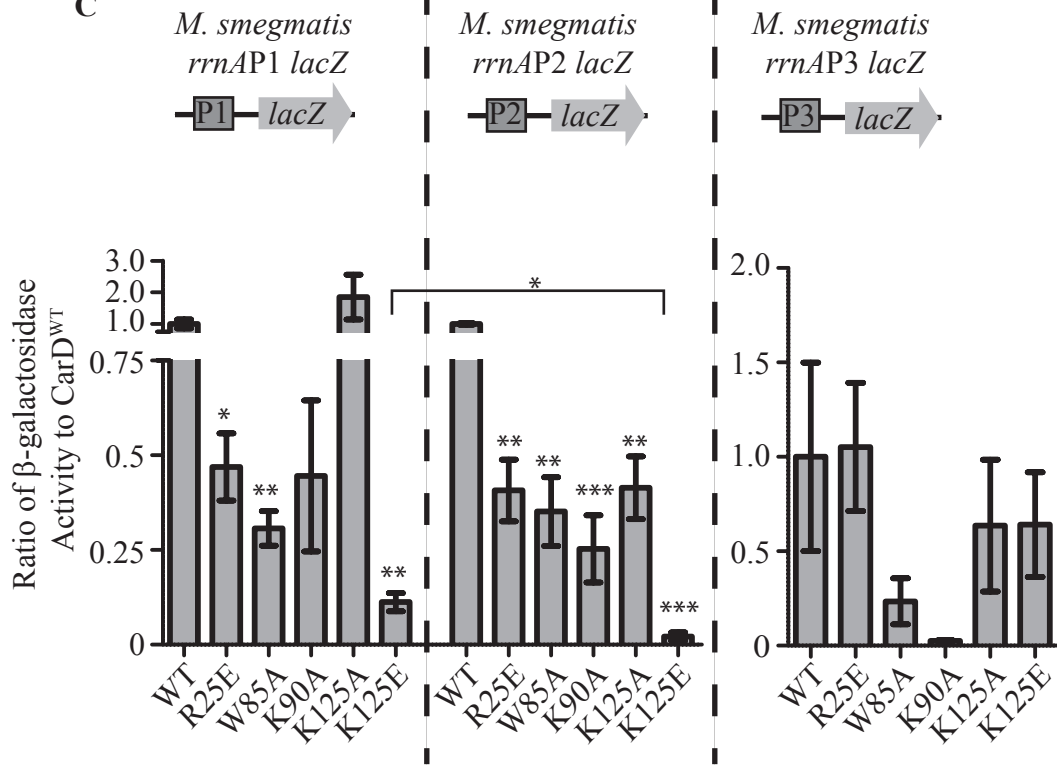 C
M. smegmatis
rrnAP1 lacZ
P1 lacZ
M. smegmatis
rrnAP2 lacZ
P2 lacZ
M. smegmatis
rrnAP3 lacZ
P3 lacZ
Ratio of β-galactosidase
Activity to CarD^WT
3.0
2.0
1.0
0.75
0.5
0.25
0
*
**
**
WT
R25E
W85A
K90A
K125A
K125E
*
**
**
***
**
***
WT
R25E
W85A
K90A
K125A
K125E
2.0
1.5
1.0
0.5
0
WT
R25E
W85A
K90A
K125A
K125E